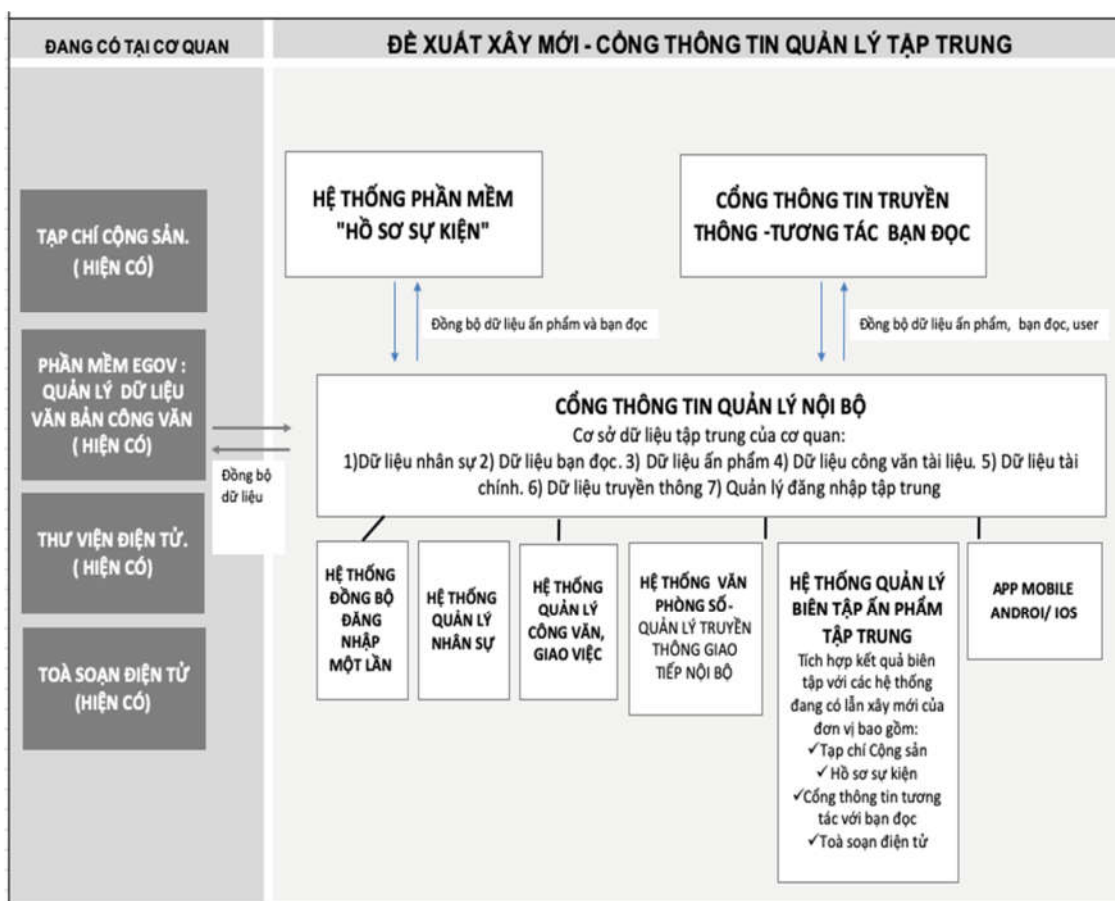 ĐANG CÓ TẠI CƠ QUAN
ĐỀ XUẤT XÂY MỚI - CỔNG THÔNG TIN QUẢN LÝ TẬP TRUNG
TẠP CHÍ CỘNG SẢN.
( HIỆN CÓ)
PHẦN MỀM EGOV :
QUẢN LÝ DỮ LIỆU
VĂN BẢN CÔNG VĂN
( HIỆN CÓ)
THƯ VIỆN ĐIỆN TỬ.
( HIỆN CÓ)
TOÀ SOẠN ĐIỆN TỬ
(HIỆN CÓ)
Đồng bộ
dữ liệu
HỆ THỐNG PHẦN MỀM
"HỒ SƠ SỰ KIỆN"
CỔNG THÔNG TIN TRUYỀN
THÔNG -TƯƠNG TÁC BẠN ĐỌC
Đồng bộ dữ liệu ấn phẩm và bạn đọc
Đồng bộ dữ liệu ấn phẩm, bạn đọc, user
CỔNG THÔNG TIN QUẢN LÝ NỘI BỘ
Cơ sở dữ liệu tập trung của cơ quan:
1)Dữ liệu nhân sự 2) Dữ liệu bạn đọc. 3) Dữ liệu ấn phẩm 4) Dữ liệu công văn tài liệu. 5) Dữ liệu tài
chính. 6) Dữ liệu truyền thông 7) Quản lý đăng nhập tập trung
HỆ THỐNG
ĐỒNG BỘ
ĐĂNG
NHẬP
MỘT LẦN
HỆ THỐNG
QUẢN LÝ
NHÂN SỰ
HỆ THỐNG
QUẢN LÝ
CÔNG VĂN,
GIAO VIỆC
HỆ THỐNG VĂN
PHÒNG SỐ-
QUẢN LÝ TRUYỀN
THÔNG GIAO
TIẾP NỘI BỘ
HỆ THỐNG QUẢN LÝ
BIÊN TẬP ẤN PHẨM
TẬP TRUNG
Tích hợp kết quả biên
tập với các hệ thống
đang có lẫn xây mới của
đơn vị bao gồm:
✓Tạp chí Cộng sản
✓Hồ sơ sự kiện
✓Cổng thông tin tương
tác với bạn đọc
✓Toà soạn điện tử
APP MOBILE
ANDROI/ IOS